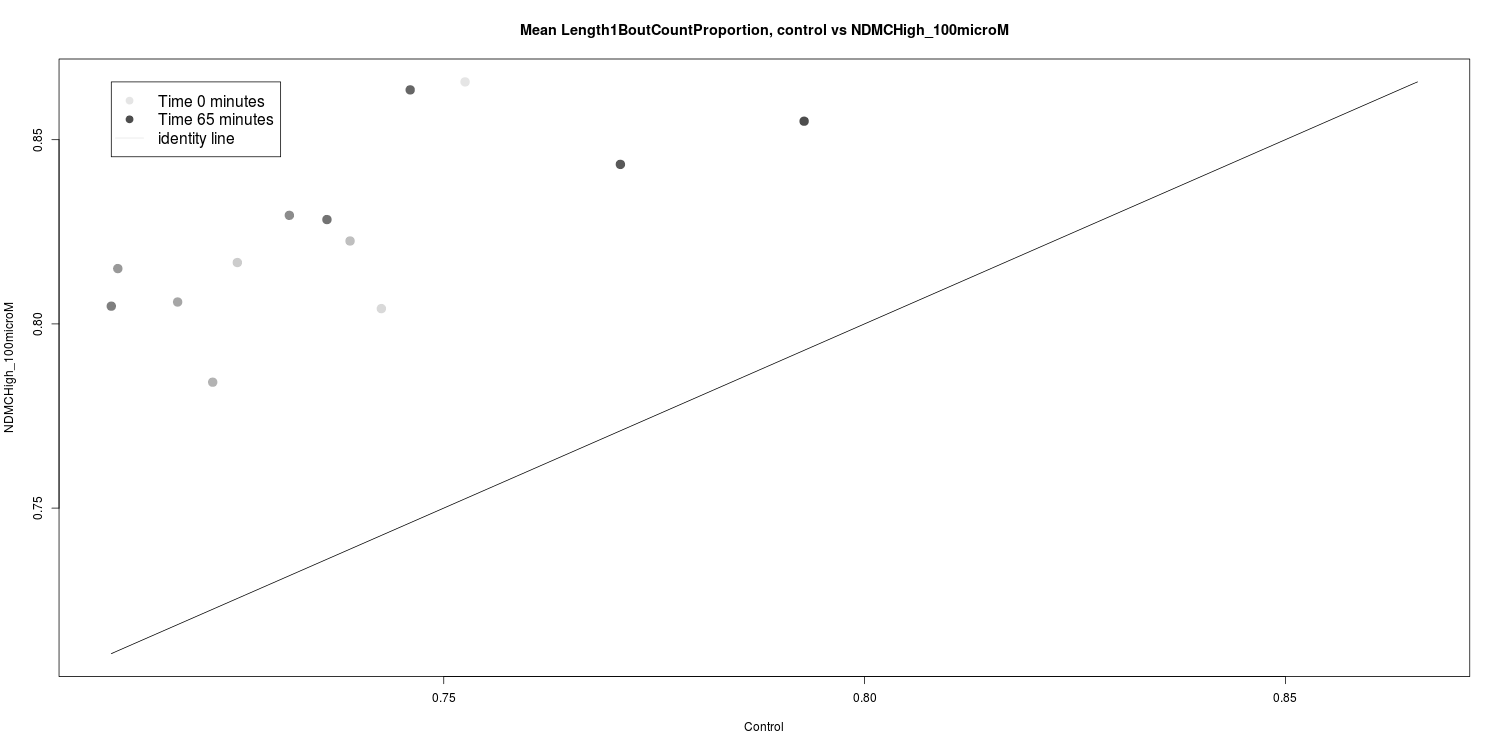 Mean Length1BoutCountProportion, control vs NDMCHigh_100microM
Time 0 minutes
Time 65 minutes
identity line
0.85
0.80
0.75
NDMCHigh_100microM
0.75
0.80
0.85
Control